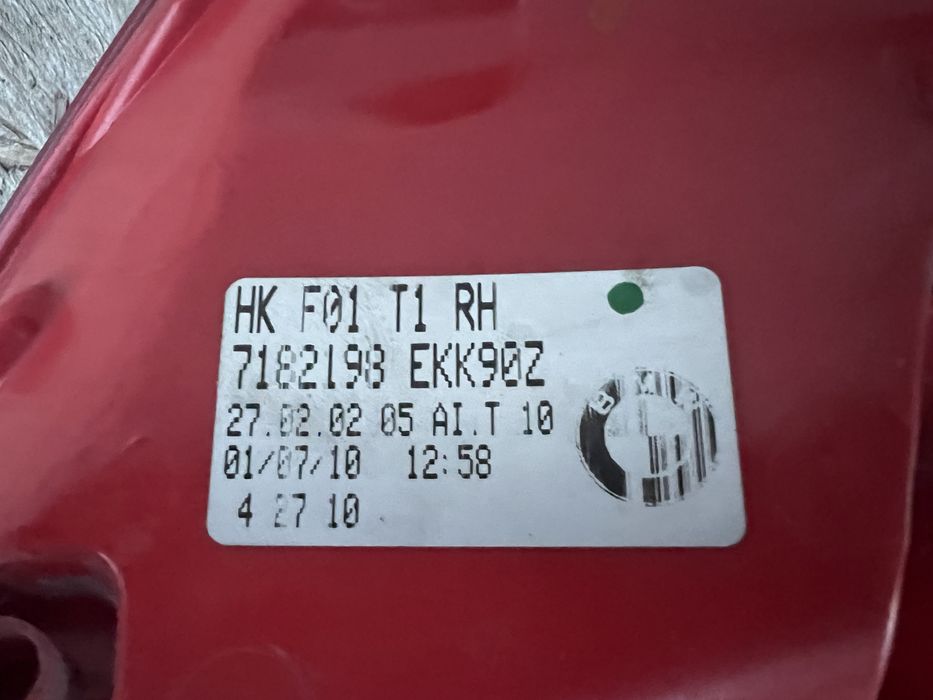 HK F01 T1 RH
7182198 EKK90Z
27.02.02 05 AI.T 10
01/07/10 12:58
4 27 10